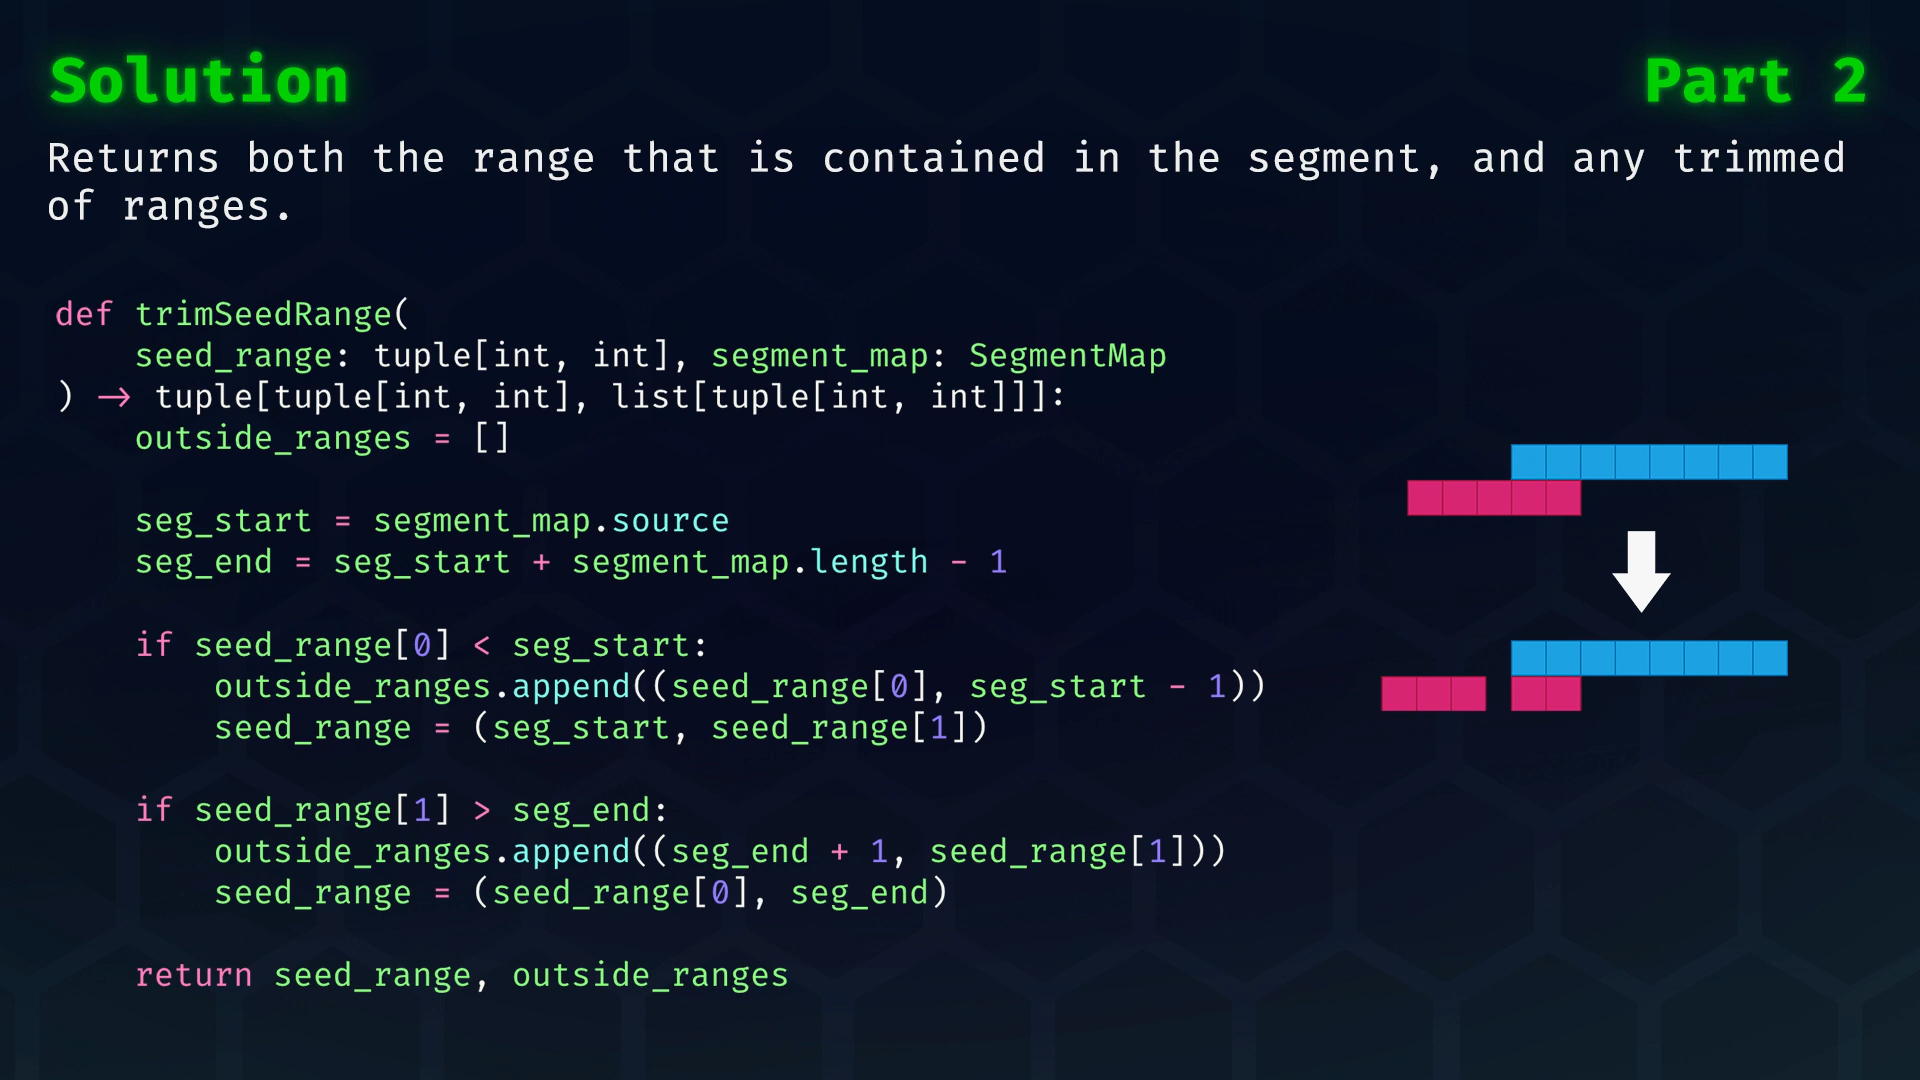 Solution
Part 2
Returns both the range that is contained in the segment, and any trimmed
of ranges.
def trimSeedRange(
    seed_range: tuple[int, int], segment_map: SegmentMap
) → tuple[tuple[int, int], list[tuple[int, int]]]:
    outside_ranges = []
    seg_start = segment_map.source
    seg_end = seg_start + segment_map.length - 1
    if seed_range[0] < seg_start:
        outside_ranges.append((seed_range[0], seg_start - 1))
        seed_range = (seg_start, seed_range[1])
    if seed_range[1] > seg_end:
        outside_ranges.append((seg_end + 1, seed_range[1]))
        seed_range = (seed_range[0], seg_end)
    return seed_range, outside_ranges